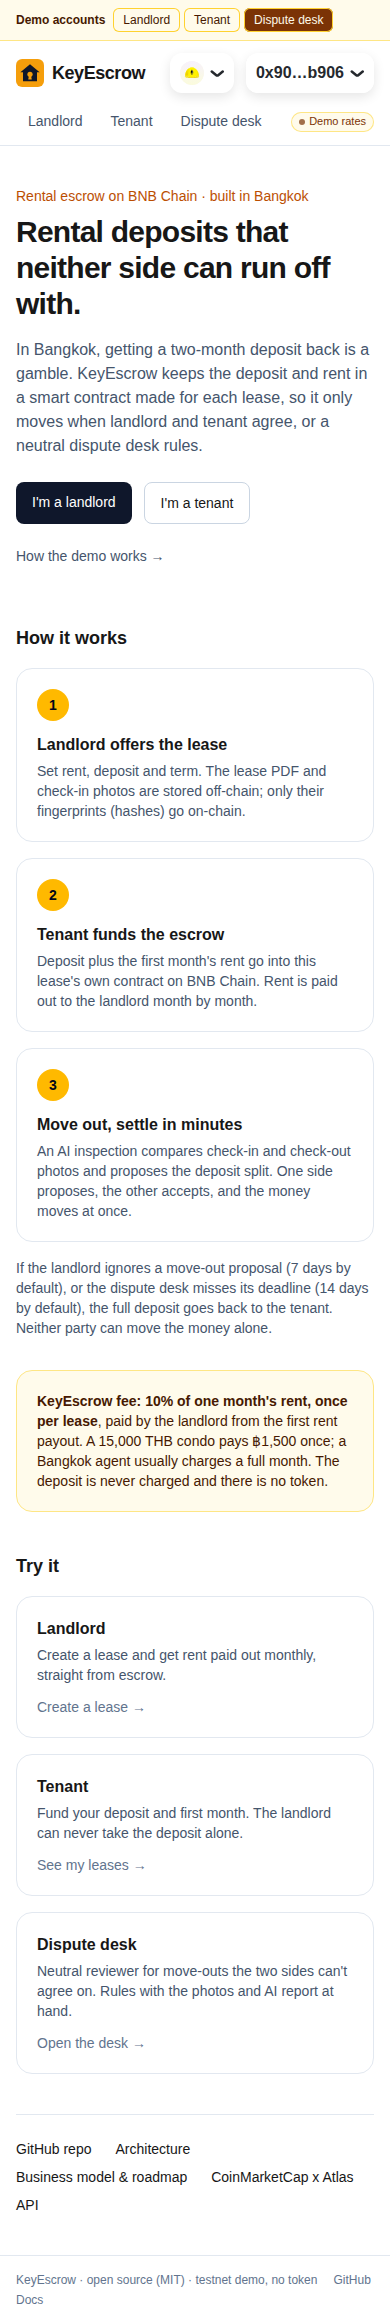 Demo accounts Landlord Tenant Dispute desk
KeyEscrow 0x90...b906
Landlord Tenant Dispute desk Demo rates
Rental escrow on BNB Chain · built in Bangkok
Rental deposits that
neither side can run off
with.
In Bangkok, getting a two-month deposit back is a
gamble. KeyEscrow keeps the deposit and rent in
a smart contract made for each lease, so it only
moves when landlord and tenant agree, or a
neutral dispute desk rules.
I'm a landlord I'm a tenant
How the demo works →
How it works
1
Landlord offers the lease
Set rent, deposit and term. The lease PDF and
check-in photos are stored off-chain; only their
fingerprints (hashes) go on-chain.
2
Tenant funds the escrow
Deposit plus the first month's rent go into this
lease's own contract on BNB Chain. Rent is paid
out to the landlord month by month.
3
Move out, settle in minutes
An AI inspection compares check-in and check-out
photos and proposes the deposit split. One side
proposes, the other accepts, and the money
moves at once.
If the landlord ignores a move-out proposal (7 days by
default), or the dispute desk misses its deadline (14 days
by default), the full deposit goes back to the tenant.
Neither party can move the money alone.
KeyEscrow fee: 10% of one month's rent, once
per lease, paid by the landlord from the first rent
payout. A 15,000 THB condo pays ฿1,500 once; a
Bangkok agent usually charges a full month. The
deposit is never charged and there is no token.
Try it
Landlord
Create a lease and get rent paid out monthly,
straight from escrow.
Create a lease →
Tenant
Fund your deposit and first month. The landlord
can never take the deposit alone.
See my leases →
Dispute desk
Neutral reviewer for move-outs the two sides can't
agree on. Rules with the photos and AI report at
hand.
Open the desk →
GitHub repo Architecture
Business model & roadmap CoinMarketCap x Atlas
API
KeyEscrow · open source (MIT) · testnet demo, no token GitHub
Docs